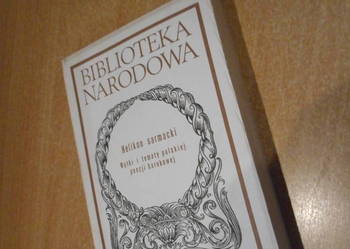 BIBLIOTEKA
NARODOWA
Helikon sarmacki
Wątki i tematy polskiej
poezji barokowej